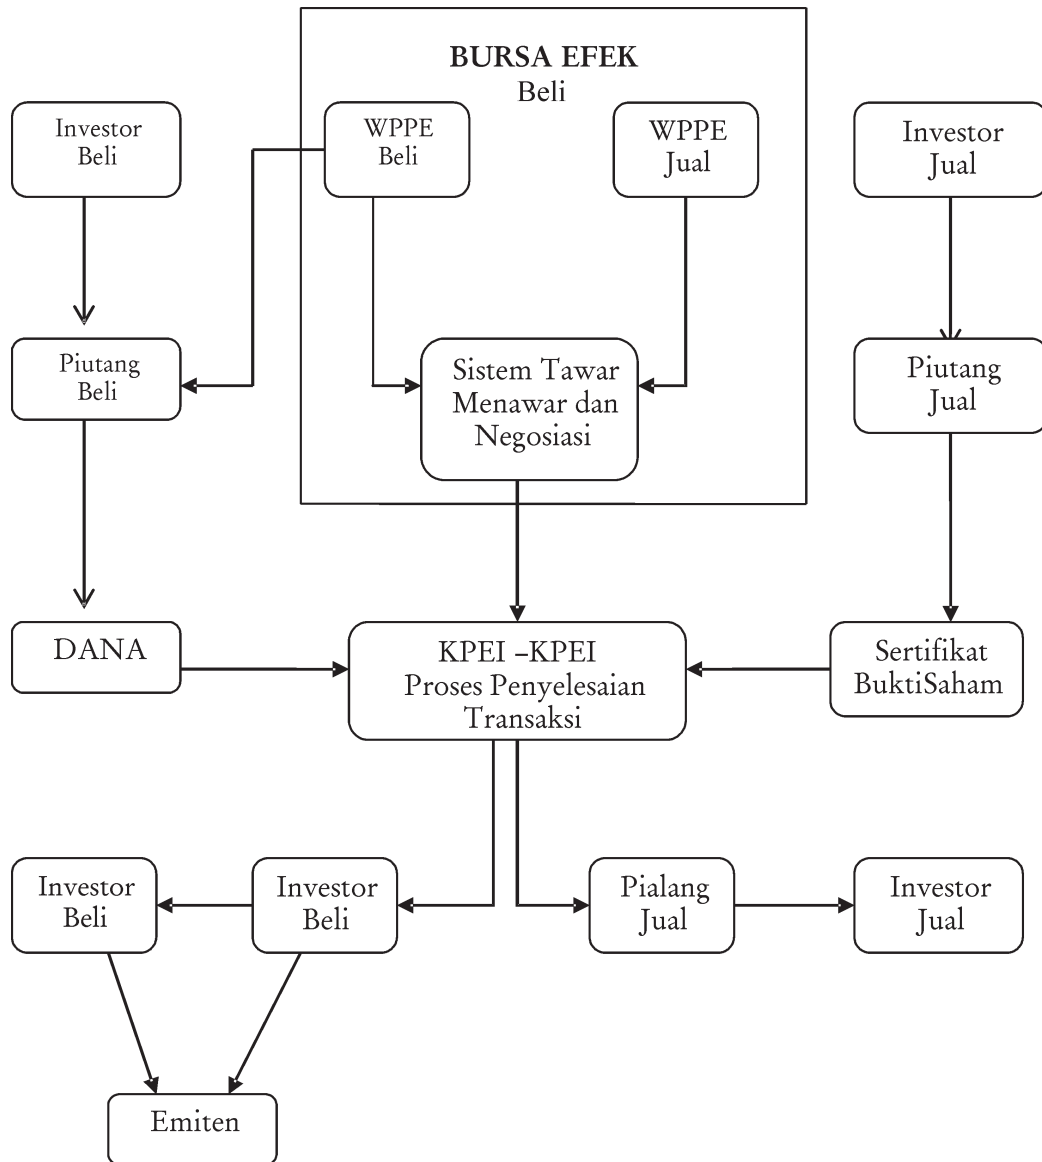 BURSA EFEK
Beli
Investor
Beli
WPPE
Beli
WPPE
Jual
Investor
Jual
Piutang
Beli
Sistem Tawar
Menawar dan
Negosiasi
Piutang
Jual
DANA
KPEI –KPEI
Proses Penyelesaian
Transaksi
Sertifikat
BuktiSaham
Investor
Beli
Investor
Beli
Pialang
Jual
Investor
Jual
Emiten